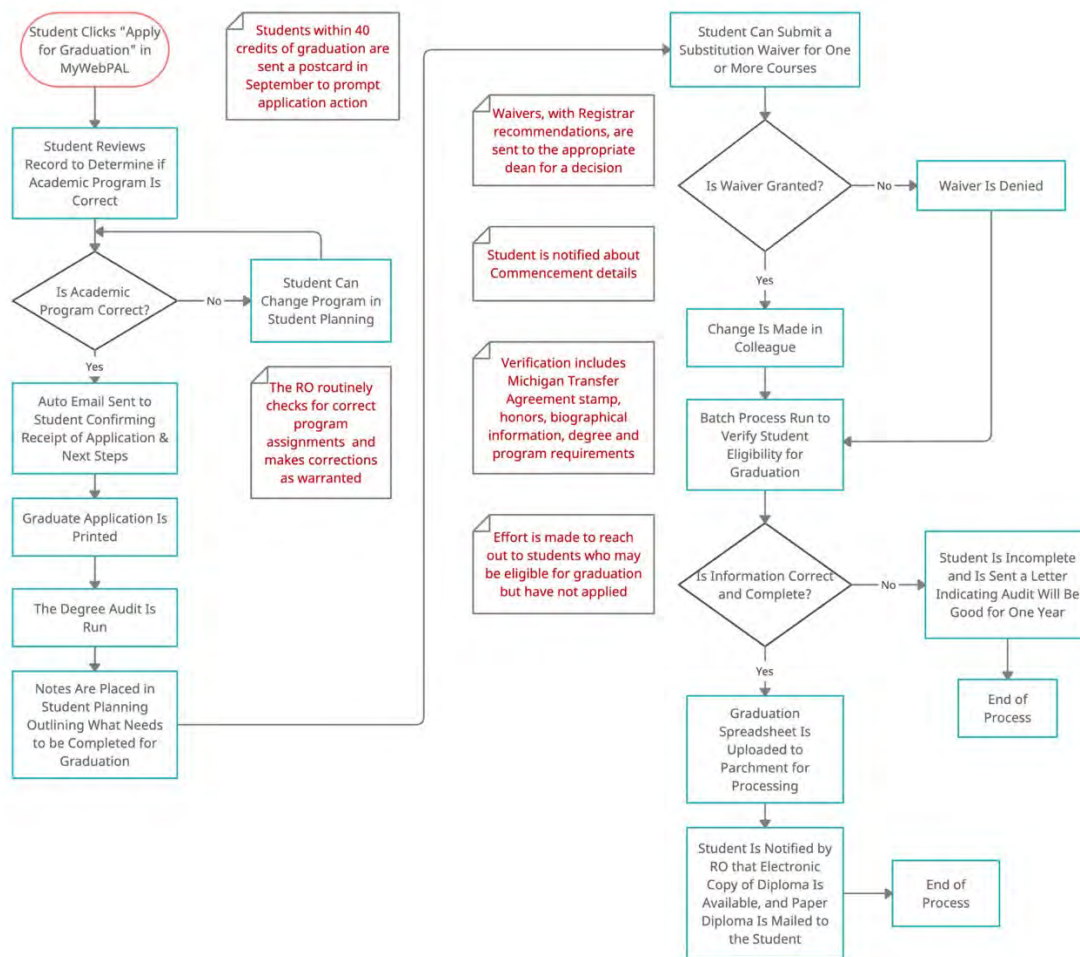 Student Clicks "Apply
for Graduation" in
MyWebPAL
Students within 40
credits of graduation are
sent a postcard in
September to prompt
application action
Student Reviews
Record to Determine if
Academic Program Is
Correct
Is Academic
Program Correct?
No
Student Can
Change Program in
Student Planning
Yes
Auto Email Sent to
Student Confirming
Receipt of Application &
Next Steps
The RO routinely
checks for correct
program
assignments and
makes corrections
as warranted
Graduate Application Is
Printed
The Degree Audit Is
Run
Notes Are Placed in
Student Planning
Outlining What Needs
to be Completed for
Graduation
Student Can Submit a
Substitution Waiver for One
or More Courses
Waivers, with Registrar
recommendations, are
sent to the appropriate
dean for a decision
Is Waiver Granted?
No
Waiver Is Denied
Student is notified about
Commencement details
Yes
Change Is Made in
Colleague
Verification includes
Michigan Transfer
Agreement stamp,
honors, biographical
information, degree and
program requirements
Batch Process Run to
Verify Student
Eligibility for
Graduation
Effort is made to reach
out to students who may
be eligible for graduation
but have not applied
Is Information Correct
and Complete?
No
Student Is Incomplete
and Is Sent a Letter
Indicating Audit Will Be
Good for One Year
End of
Process
Yes
Graduation
Spreadsheet Is
Uploaded to
Parchment for
Processing
Student Is Notified by
RO that Electronic
Copy of Diploma Is
Available, and Paper
Diploma Is Mailed to
the Student
End of
Process